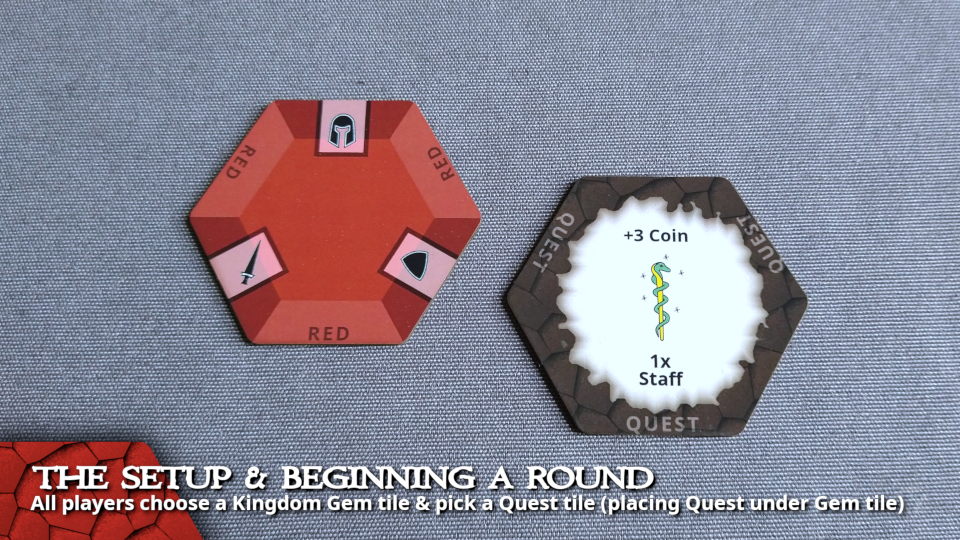 RED
RED
RED
QUEST
QUEST
+3 Coin
1x
Staff
QUEST
THE SETUP & BEGINNING A ROUND
All players choose a Kingdom Gem tile & pick a Quest tile (placing Quest under Gem tile)